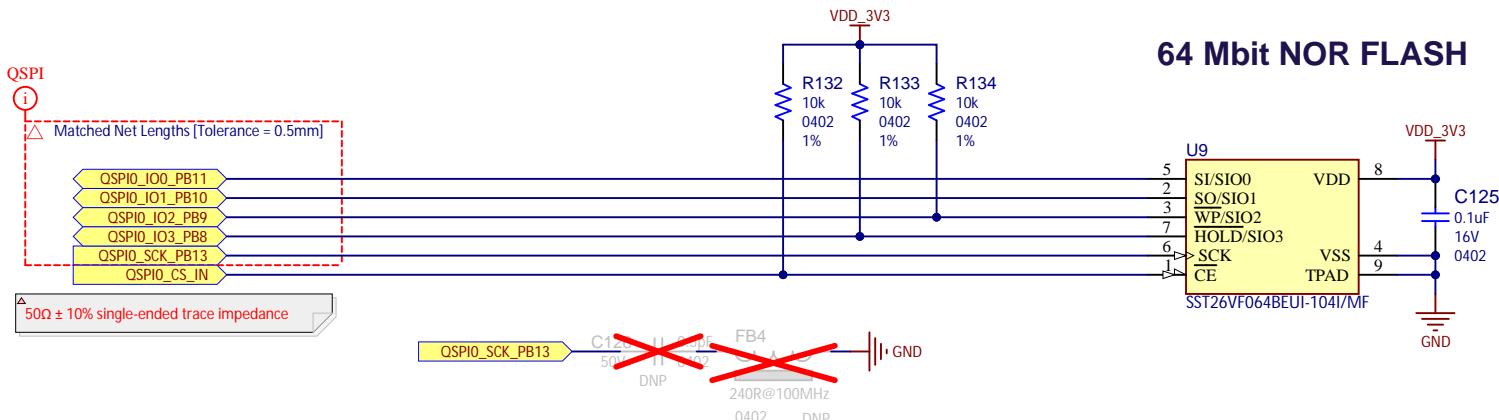 VDD_3V3
64 Mbit NOR FLASH
QSPI
i
Matched Net Lengths [Tolerance = 0.5mm]
R132
10k
0402
1%
R133
10k
0402
1%
R134
10k
0402
1%
VDD_3V3
U9
QSPI0_IO0_PB11
5
SI/SIO0
VDD
8
QSPI0_IO1_PB10
2
SO/SIO1
QSPI0_IO2_PB9
3
WP/SIO2
QSPI0_IO3_PB8
7
HOLD/SIO3
QSPI0_SCK_PB13
6
SCK
VSS
4
QSPI0_CS_IN
1
CE
TPAD
9
C125
0.1uF
16V
0402
SST26VF064BEUI-104I/MF
GND
50Ω ± 10% single-ended trace impedance
QSPI0_SCK_PB13
50V
0402
DNP
FB4
240R@100MHz
0402
DNP
GND